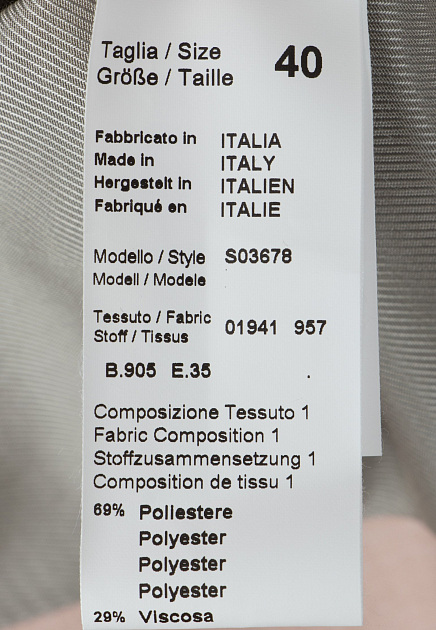 Taglia / Size 40
Größe / Taille
Fabbricato in ITALIA
Made in ITALY
Hergestelt in ITALIEN
Fabriqué en ITALIE
Modello / Style S03678
Modell / Modele
Tessuto / Fabric 01941 957
Stoff / Tissus
B.905 E.35 .
Composizione Tessuto 1
Fabric Composition 1
Stoffzusammensetzung 1
Composition de tissu 1
69% Poliestere
Polyester
Polyester
Polyester
29% Viscosa